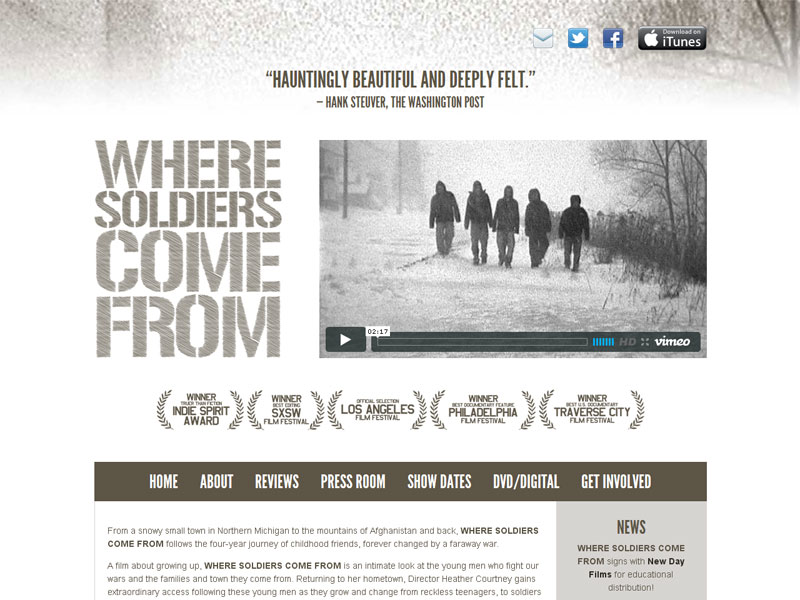 Download on
iTunes
“HAUNTINGLY BEAUTIFUL AND DEEPLY FELT.”
– HANK STEUVER, THE WASHINGTON POST
WHERE
SOLDIERS
COME
FROM
02:17
HD
vimeo
WINNER
TRUER THAN FICTION
INDIE SPIRIT
AWARD
WINNER
BEST EDITING
SXSW
FILM FESTIVAL
OFFICIAL SELECTION
LOS ANGELES
FILM FESTIVAL
WINNER
BEST DOCUMENTARY FEATURE
PHILADELPHIA
FILM FESTIVAL
WINNER
BEST U.S. DOCUMENTARY
TRAVERSE CITY
FILM FESTIVAL
HOME ABOUT REVIEWS PRESS ROOM SHOW DATES DVD/DIGITAL GET INVOLVED
From a snowy small town in Northern Michigan to the mountains of Afghanistan and back, WHERE SOLDIERS
COME FROM follows the four-year journey of childhood friends, forever changed by a faraway war.
A film about growing up, WHERE SOLDIERS COME FROM is an intimate look at the young men who fight our
wars and the families and town they come from. Returning to her hometown, Director Heather Courtney gains
extraordinary access following these young men as they grow and change from reckless teenagers, to soldiers
NEWS
WHERE SOLDIERS COME
FROM signs with New Day
Films for educational
distribution!